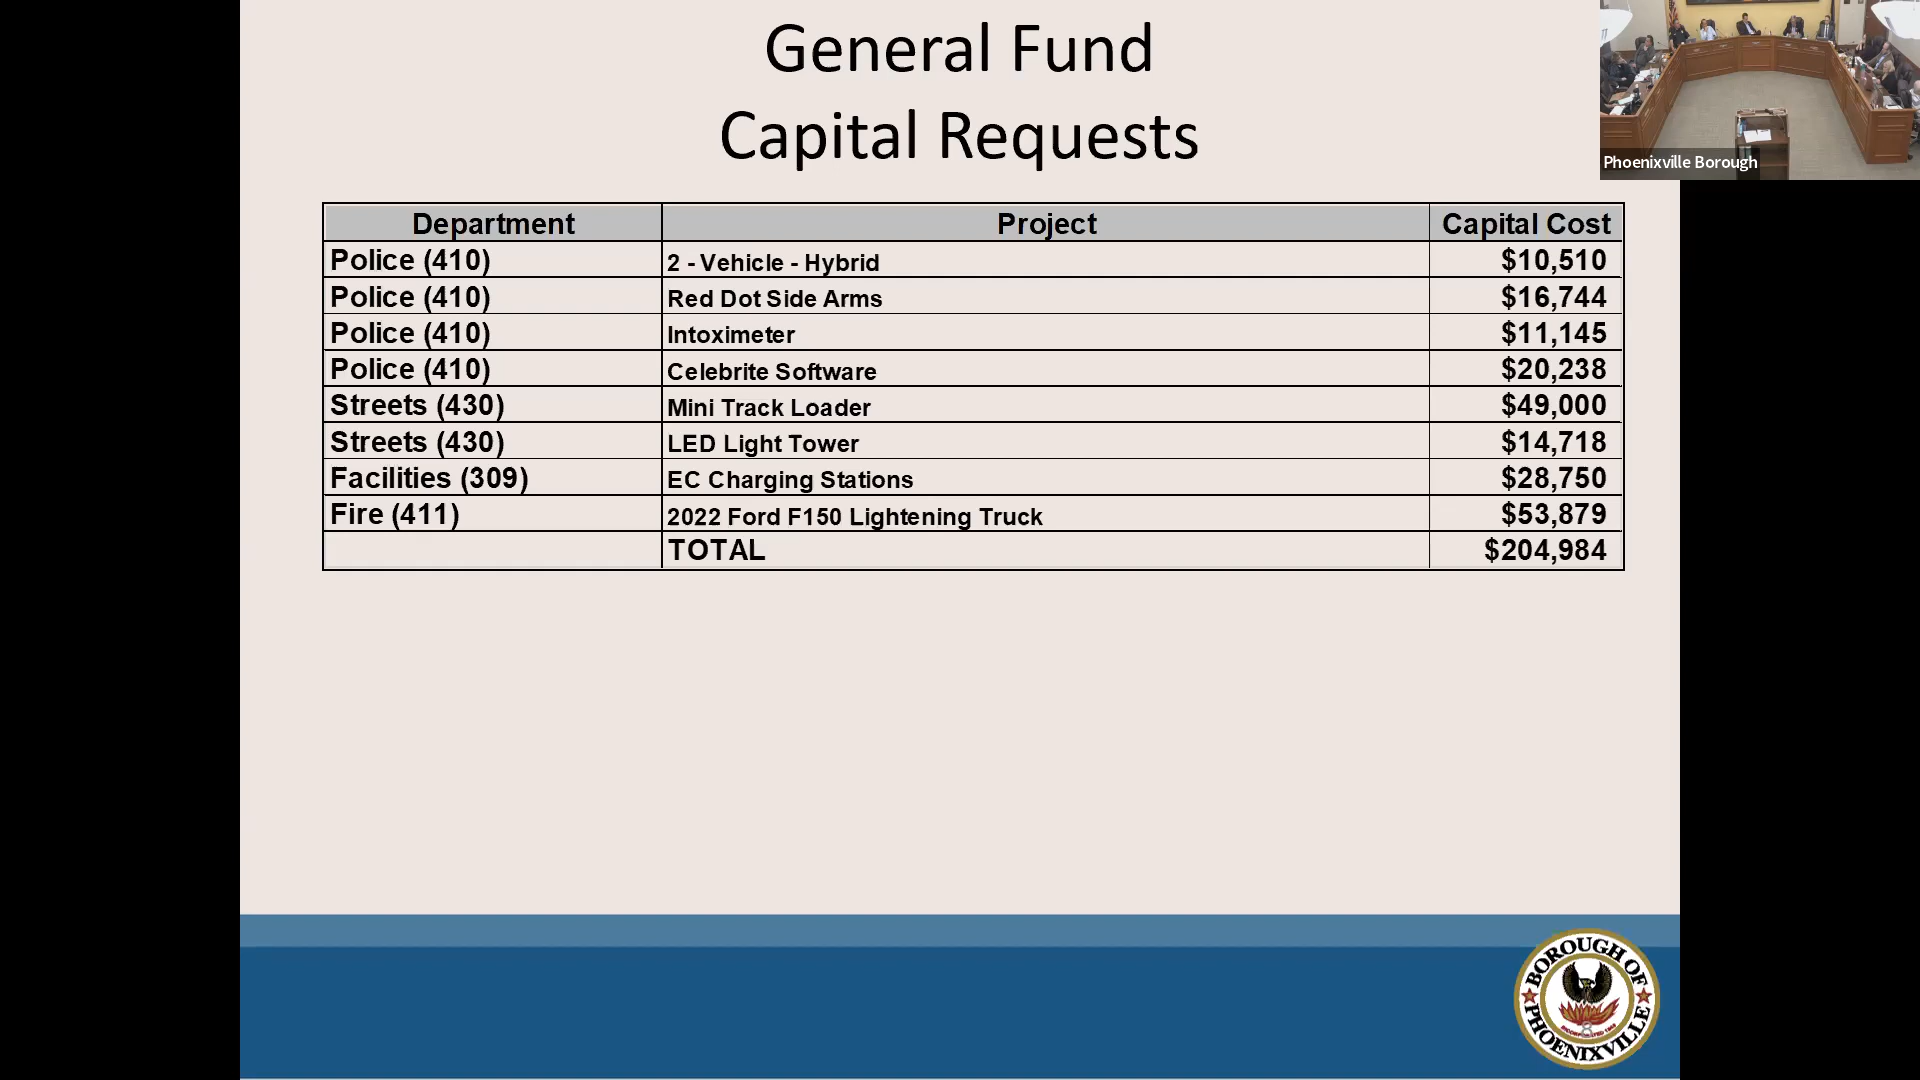 General Fund
Capital Requests
Phoenixville Borough
Department Project Capital Cost
Police (410) 2 - Vehicle - Hybrid $10,510
Police (410) Red Dot Side Arms $16,744
Police (410) Intoximeter $11,145
Police (410) Celebrite Software $20,238
Streets (430) Mini Track Loader $49,000
Streets (430) LED Light Tower $14,718
Facilities (309) EC Charging Stations $28,750
Fire (411) 2022 Ford F150 Lightening Truck $53,879
TOTAL $204,984
BOROUGH OF
PHOENIXVILLE
8